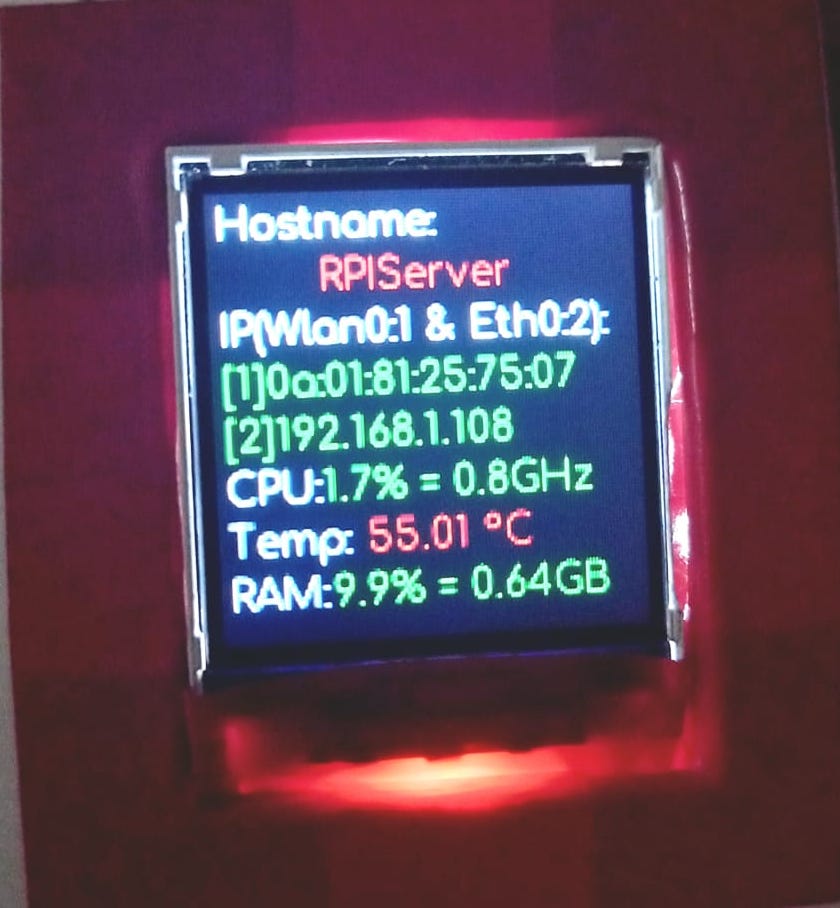 Hostname:
RPIServer
IP(Wlan0:1 & Eth0:2):
[1]0a:01:81:25:75:07
[2]192.168.1.108
CPU:1.7% = 0.8GHz
Temp: 55.01 °C
RAM:9.9% = 0.64GB